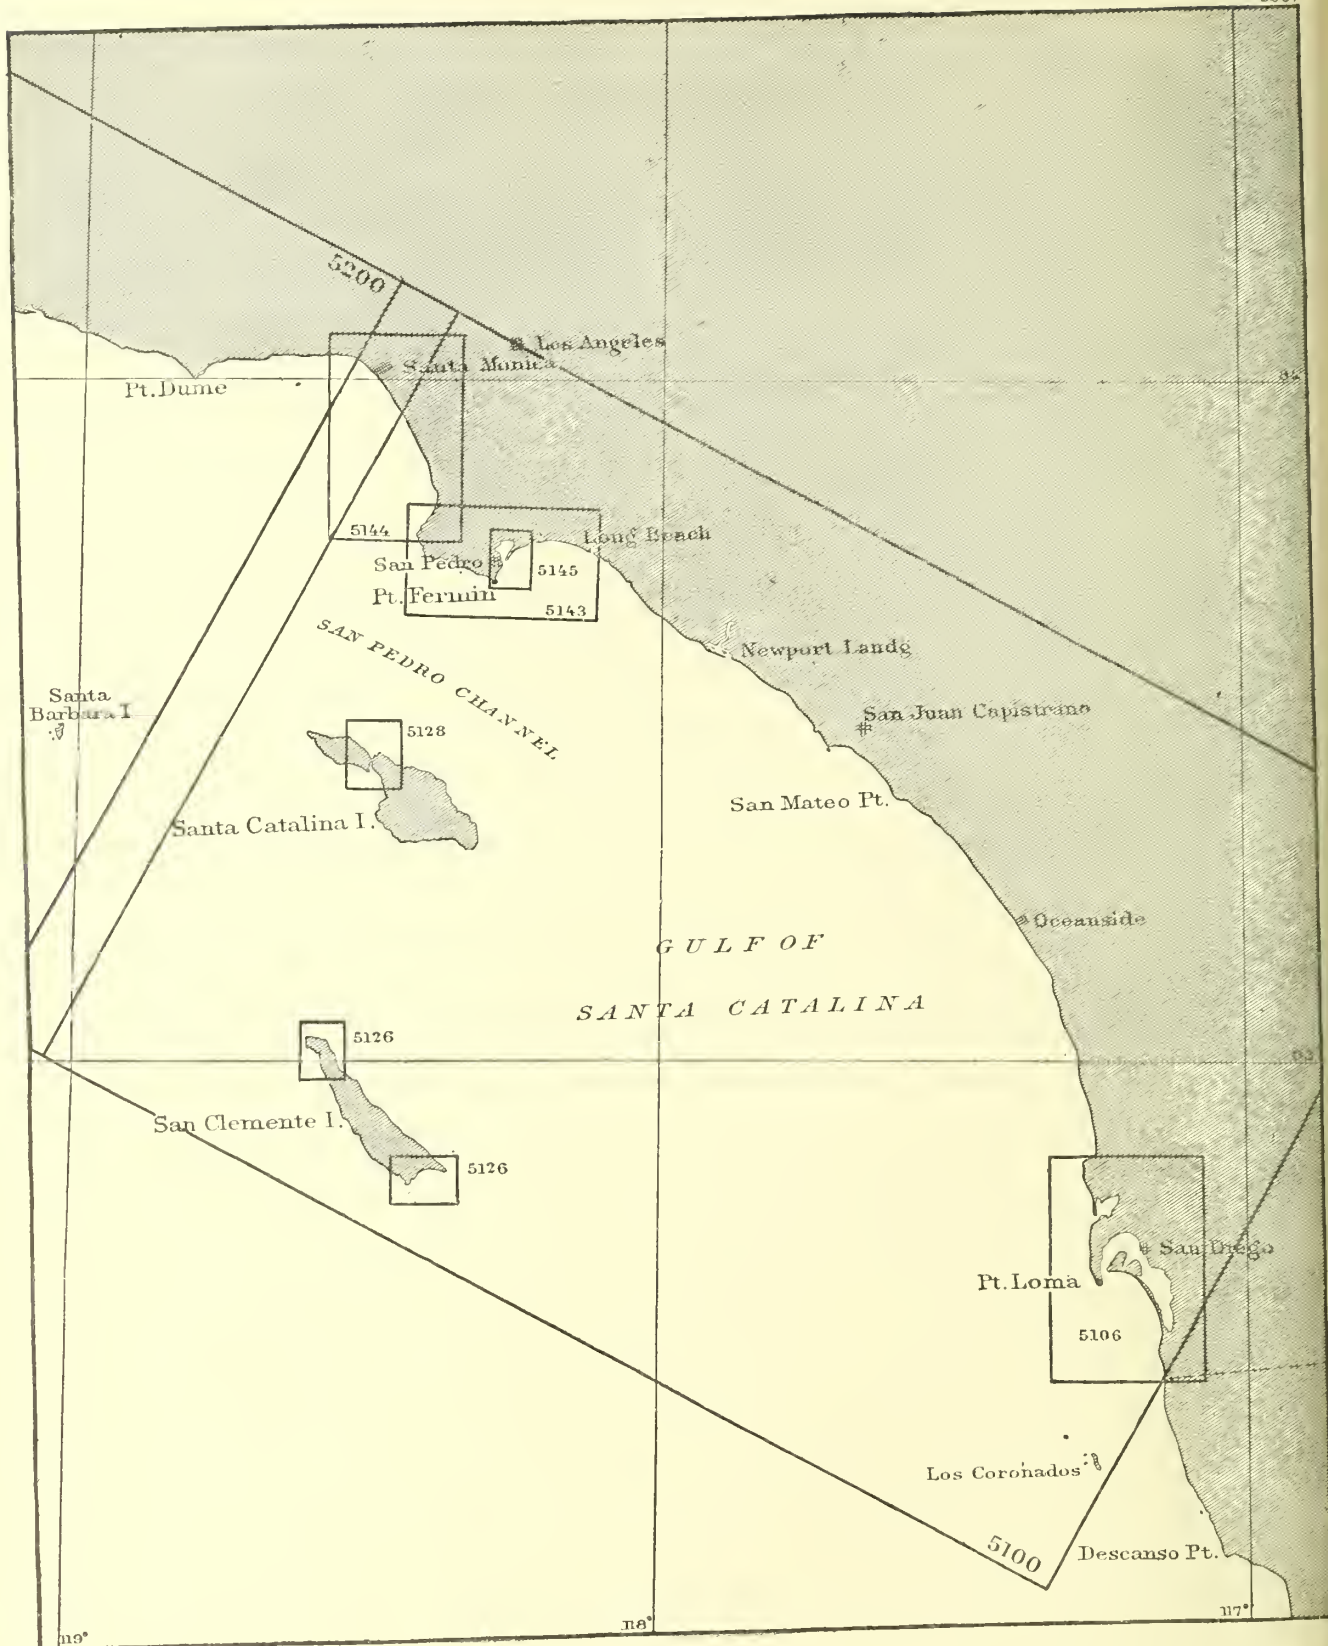 5200
Los Angeles
Santa Monica
Pt. Dume
5144
Long Beach
San Pedro
5145
Pt. Fermin
5143
SAN PEDRO CHANNEL
Newport Landg
Santa
Barbara I
San Juan Capistrano
5128
San Mateo Pt.
Santa Catalina I.
Oceanside
GULF OF
SANTA CATALINA
5126
33
San Clemente I.
5126
San Diego
Pt. Loma
5106
Los Coronados
5100
Descanso Pt.
119°
118°
117°